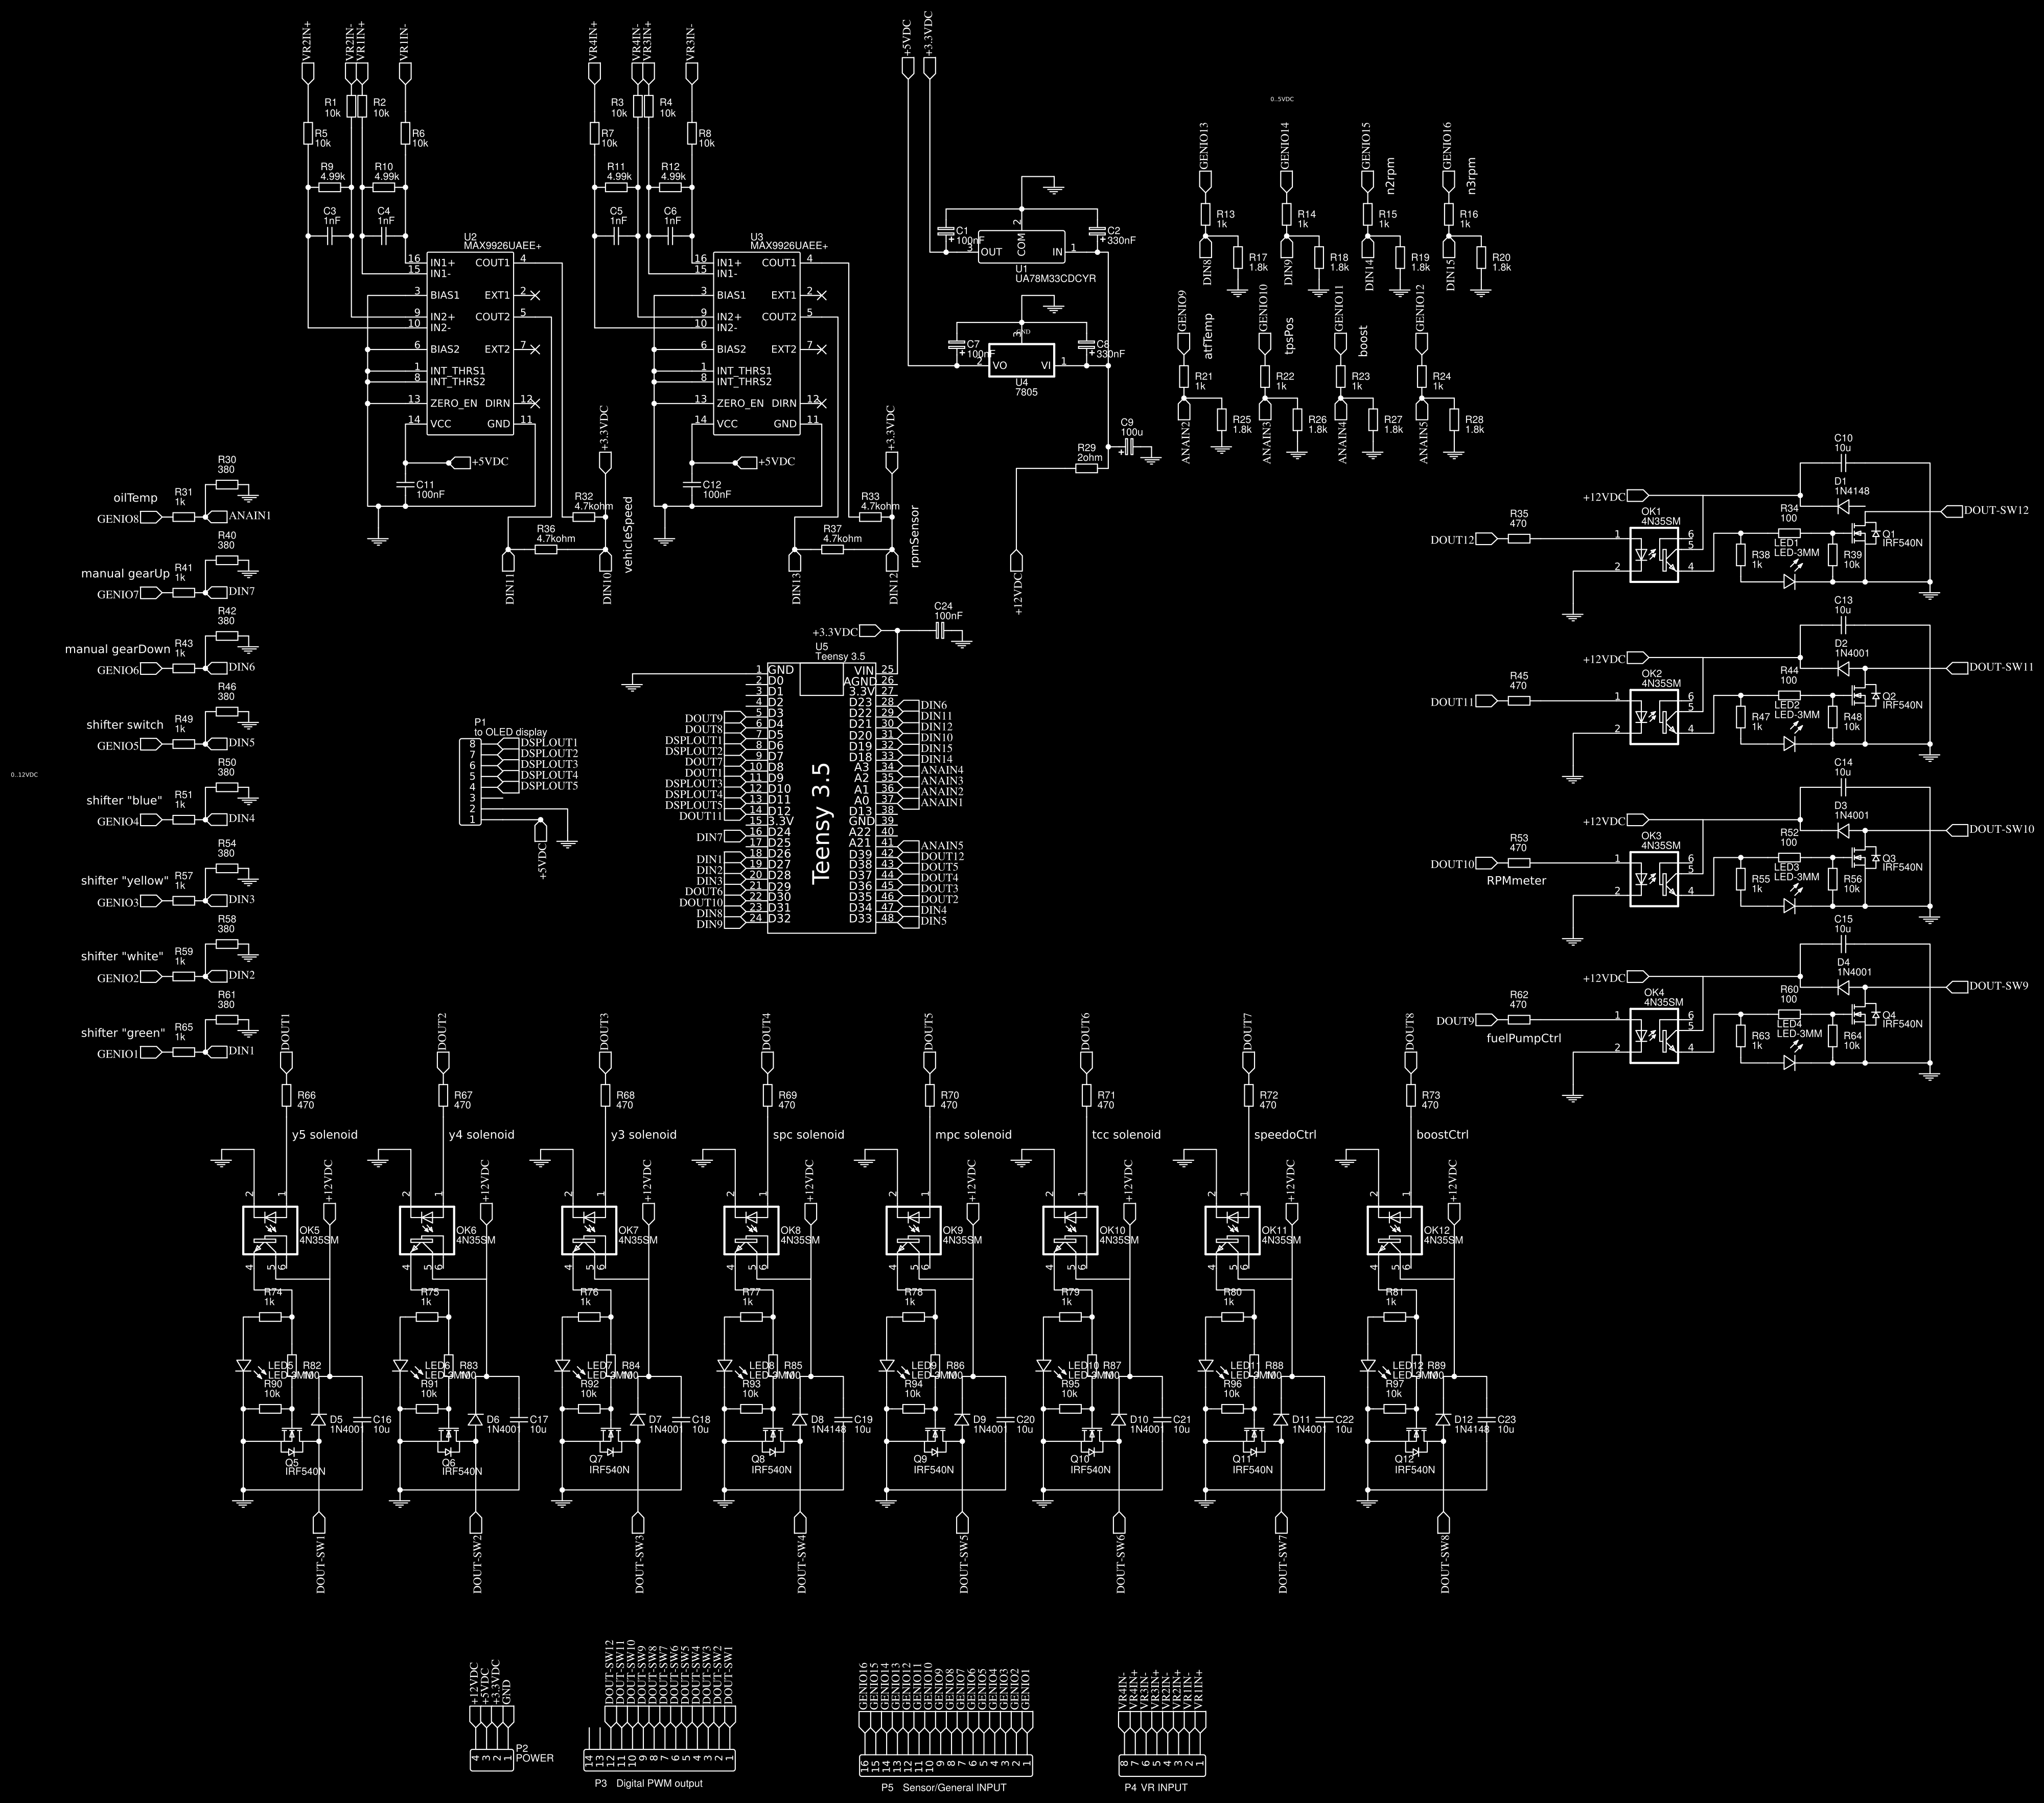 VR2IN+
VR2IN-
VR1IN+
VR1IN-
R1
10k
R2
10k
R5
10k
R6
10k
R9
4.99k
R10
4.99k
C3
1nF
C4
1nF
U2
MAX9926UAEE+
16 IN1+ COUT1 4
15 IN1-
3 BIAS1 EXT1 2
9 IN2+ COUT2 5
10 IN2-
6 BIAS2 EXT2 7
1 INT_THRS1
8 INT_THRS2
13 ZERO_EN DIRN 12
14 VCC GND 11
+5VDC
C11
100nF
+3.3VDC
R32
4.7kohm
R36
4.7kohm
DIN11
DIN10
vehicleSpeed
VR4IN+
VR4IN-
VR3IN+
VR3IN-
R3
10k
R4
10k
R7
10k
R8
10k
R11
4.99k
R12
4.99k
C5
1nF
C6
1nF
U3
MAX9926UAEE+
16 IN1+ COUT1 4
15 IN1-
3 BIAS1 EXT1 2
9 IN2+ COUT2 5
10 IN2-
6 BIAS2 EXT2 7
1 INT_THRS1
8 INT_THRS2
13 ZERO_EN DIRN 12
14 VCC GND 11
+5VDC
C12
100nF
+3.3VDC
R33
4.7kohm
R37
4.7kohm
DIN13
DIN12
rpmSensor
+5VDC
+3.3VDC
C1
100nF
C2
330nF
2
3 OUT COM IN 1
U1
UA78M33CDCYR
C7
100nF
C8
330nF
GND
3
2 VO VI 1
U4
7805
C9
100u
R29
2ohm
+12VDC
0..5VDC
GENIO13
R13
1k
R17
1.8k
DIN8
GENIO14
R14
1k
R18
1.8k
DIN9
GENIO15
n2rpm
R15
1k
R19
1.8k
DIN14
GENIO16
n3rpm
R16
1k
R20
1.8k
DIN15
GENIO9
atfTemp
R21
1k
R25
1.8k
ANAIN2
GENIO10
tpsPos
R22
1k
R26
1.8k
ANAIN3
GENIO11
boost
R23
1k
R27
1.8k
ANAIN4
GENIO12
R24
1k
R28
1.8k
ANAIN5
0..12VDC
R30
380
oilTemp
R31
1k
GENIO8
ANAIN1
R40
380
manual gearUp
R41
1k
GENIO7
DIN7
R42
380
manual gearDown
R43
1k
GENIO6
DIN6
R46
380
shifter switch
R49
1k
GENIO5
DIN5
R50
380
shifter "blue"
R51
1k
GENIO4
DIN4
R54
380
shifter "yellow"
R57
1k
GENIO3
DIN3
R58
380
shifter "white"
R59
1k
GENIO2
DIN2
R61
380
shifter "green"
R65
1k
GENIO1
DIN1
P1
to OLED display
8 DSPLOUT1
7 DSPLOUT2
6 DSPLOUT3
5 DSPLOUT4
4 DSPLOUT5
3
2
1
+5VDC
C24
100nF
+3.3VDC
U5
Teensy 3.5
Teensy 3.5
1 GND
2 D0
3 D1
4 D2
DOUT9 5 D3
DOUT8 6 D4
DSPLOUT1 7 D5
DSPLOUT2 8 D6
DOUT7 9 D7
DOUT1 10 D8
DSPLOUT3 11 D9
DSPLOUT4 12 D10
DSPLOUT5 13 D11
DOUT11 14 D12
15 3.3V
DIN7 16 D24
17 D25
DIN1 18 D26
DIN2 19 D27
DIN3 20 D28
DOUT6 21 D29
DOUT10 22 D30
DIN8 23 D31
DIN9 24 D32
VIN 25
AGND 26
3.3V 27
D23 28 DIN6
D22 29 DIN11
D21 30 DIN12
D20 31 DIN10
D19 32 DIN15
D18 33 DIN14
A3 34 ANAIN4
A2 35 ANAIN3
A1 36 ANAIN2
A0 37 ANAIN1
D13 38
GND 39
A22 40
A21 41 ANAIN5
D39 42 DOUT12
D38 43 DOUT5
D37 44 DOUT4
D36 45 DOUT3
D35 46 DOUT2
D34 47 DIN4
D33 48 DIN5
C10
10u
+12VDC
D1
1N4148
DOUT-SW12
R35
470
DOUT12
OK1
4N35SM
1
2
6
5
4
R34
100
LED1
LED-3MM
R38
1k
R39
10k
Q1
IRF540N
C13
10u
+12VDC
D2
1N4001
DOUT-SW11
R45
470
DOUT11
OK2
4N35SM
1
2
6
5
4
R44
100
LED2
LED-3MM
R47
1k
R48
10k
Q2
IRF540N
C14
10u
+12VDC
D3
1N4001
DOUT-SW10
R53
470
DOUT10
RPMmeter
OK3
4N35SM
1
2
6
5
4
R52
100
LED3
LED-3MM
R55
1k
R56
10k
Q3
IRF540N
C15
10u
+12VDC
D4
1N4001
DOUT-SW9
R62
470
DOUT9
fuelPumpCtrl
OK4
4N35SM
1
2
6
5
4
R60
100
LED4
LED-3MM
R63
1k
R64
10k
Q4
IRF540N
DOUT1
R66
470
y5 solenoid
+12VDC
2 1
OK5
4N35SM
4 5 6
R74
1k
LED5
LED-3MM
R82
100
R90
10k
D5
1N4001
C16
10u
Q5
IRF540N
DOUT-SW1
DOUT2
R67
470
y4 solenoid
+12VDC
2 1
OK6
4N35SM
4 5 6
R75
1k
LED6
LED-3MM
R83
100
R91
10k
D6
1N4001
C17
10u
Q6
IRF540N
DOUT-SW2
DOUT3
R68
470
y3 solenoid
+12VDC
2 1
OK7
4N35SM
4 5 6
R76
1k
LED7
LED-3MM
R84
100
R92
10k
D7
1N4001
C18
10u
Q7
IRF540N
DOUT-SW3
DOUT4
R69
470
spc solenoid
+12VDC
2 1
OK8
4N35SM
4 5 6
R77
1k
LED8
LED-3MM
R85
100
R93
10k
D8
1N4148
C19
10u
Q8
IRF540N
DOUT-SW4
DOUT5
R70
470
mpc solenoid
+12VDC
2 1
OK9
4N35SM
4 5 6
R78
1k
LED9
LED-3MM
R86
100
R94
10k
D9
1N4001
C20
10u
Q9
IRF540N
DOUT-SW5
DOUT6
R71
470
tcc solenoid
+12VDC
2 1
OK10
4N35SM
4 5 6
R79
1k
LED10
LED-3MM
R87
100
R95
10k
D10
1N4001
C21
10u
Q10
IRF540N
DOUT-SW6
DOUT7
R72
470
speedoCtrl
+12VDC
2 1
OK11
4N35SM
4 5 6
R80
1k
LED11
LED-3MM
R88
100
R96
10k
D11
1N4001
C22
10u
Q11
IRF540N
DOUT-SW7
DOUT8
R73
470
boostCtrl
+12VDC
2 1
OK12
4N35SM
4 5 6
R81
1k
LED12
LED-3MM
R89
100
R97
10k
D12
1N4148
C23
10u
Q12
IRF540N
DOUT-SW8
+12VDC
+5VDC
+3.3VDC
GND
4 3 2 1
P2
POWER
DOUT-SW12
DOUT-SW11
DOUT-SW10
DOUT-SW9
DOUT-SW8
DOUT-SW7
DOUT-SW6
DOUT-SW5
DOUT-SW4
DOUT-SW3
DOUT-SW2
DOUT-SW1
14 13 12 11 10 9 8 7 6 5 4 3 2 1
P3 Digital PWM output
GENIO16
GENIO15
GENIO14
GENIO13
GENIO12
GENIO11
GENIO10
GENIO9
GENIO8
GENIO7
GENIO6
GENIO5
GENIO4
GENIO3
GENIO2
GENIO1
16 15 14 13 12 11 10 9 8 7 6 5 4 3 2 1
P5 Sensor/General INPUT
VR4IN-
VR4IN+
VR3IN-
VR3IN+
VR2IN-
VR2IN+
VR1IN-
VR1IN+
8 7 6 5 4 3 2 1
P4 VR INPUT